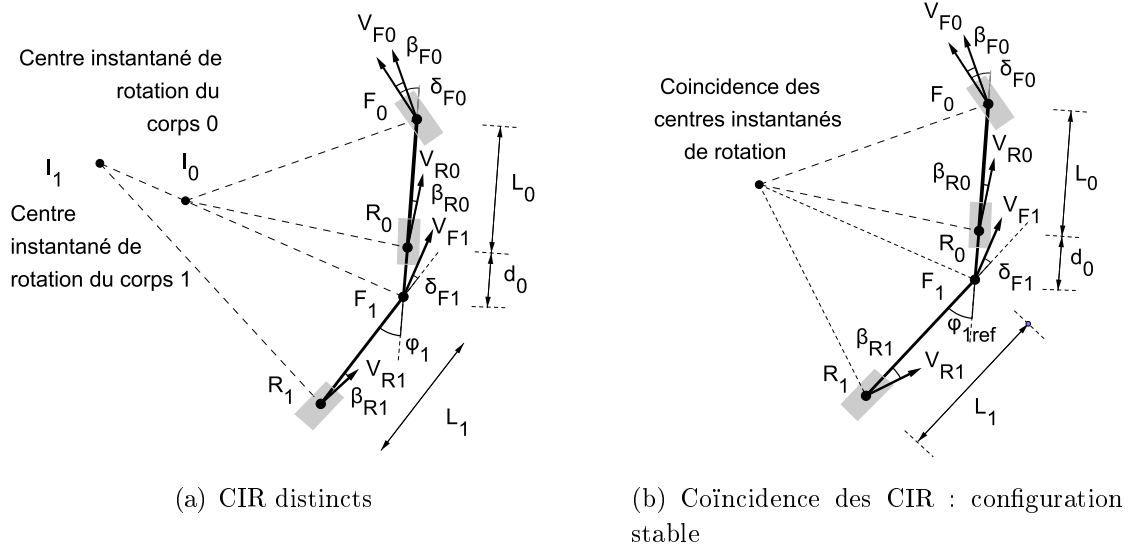 V_F0
β_F0
Centre instantané de
rotation du
corps 0
δ_F0
F_0
I_1
I_0
V_R0
L_0
β_R0
R_0
V_F1
Centre
instantané de
rotation du corps 1
d_0
δ_F1
F_1
φ_1
R_1
V_R1
β_R1
L_1
(a) CIR distincts
V_F0
β_F0
δ_F0
Coincidence des
centres instantanés
de rotation
F_0
V_R0
β_R0
L_0
V_F1
R_0
d_0
F_1
δ_F1
φ_1ref
β_R1
V_R1
R_1
L_1
(b) Coïncidence des CIR : configuration
stable